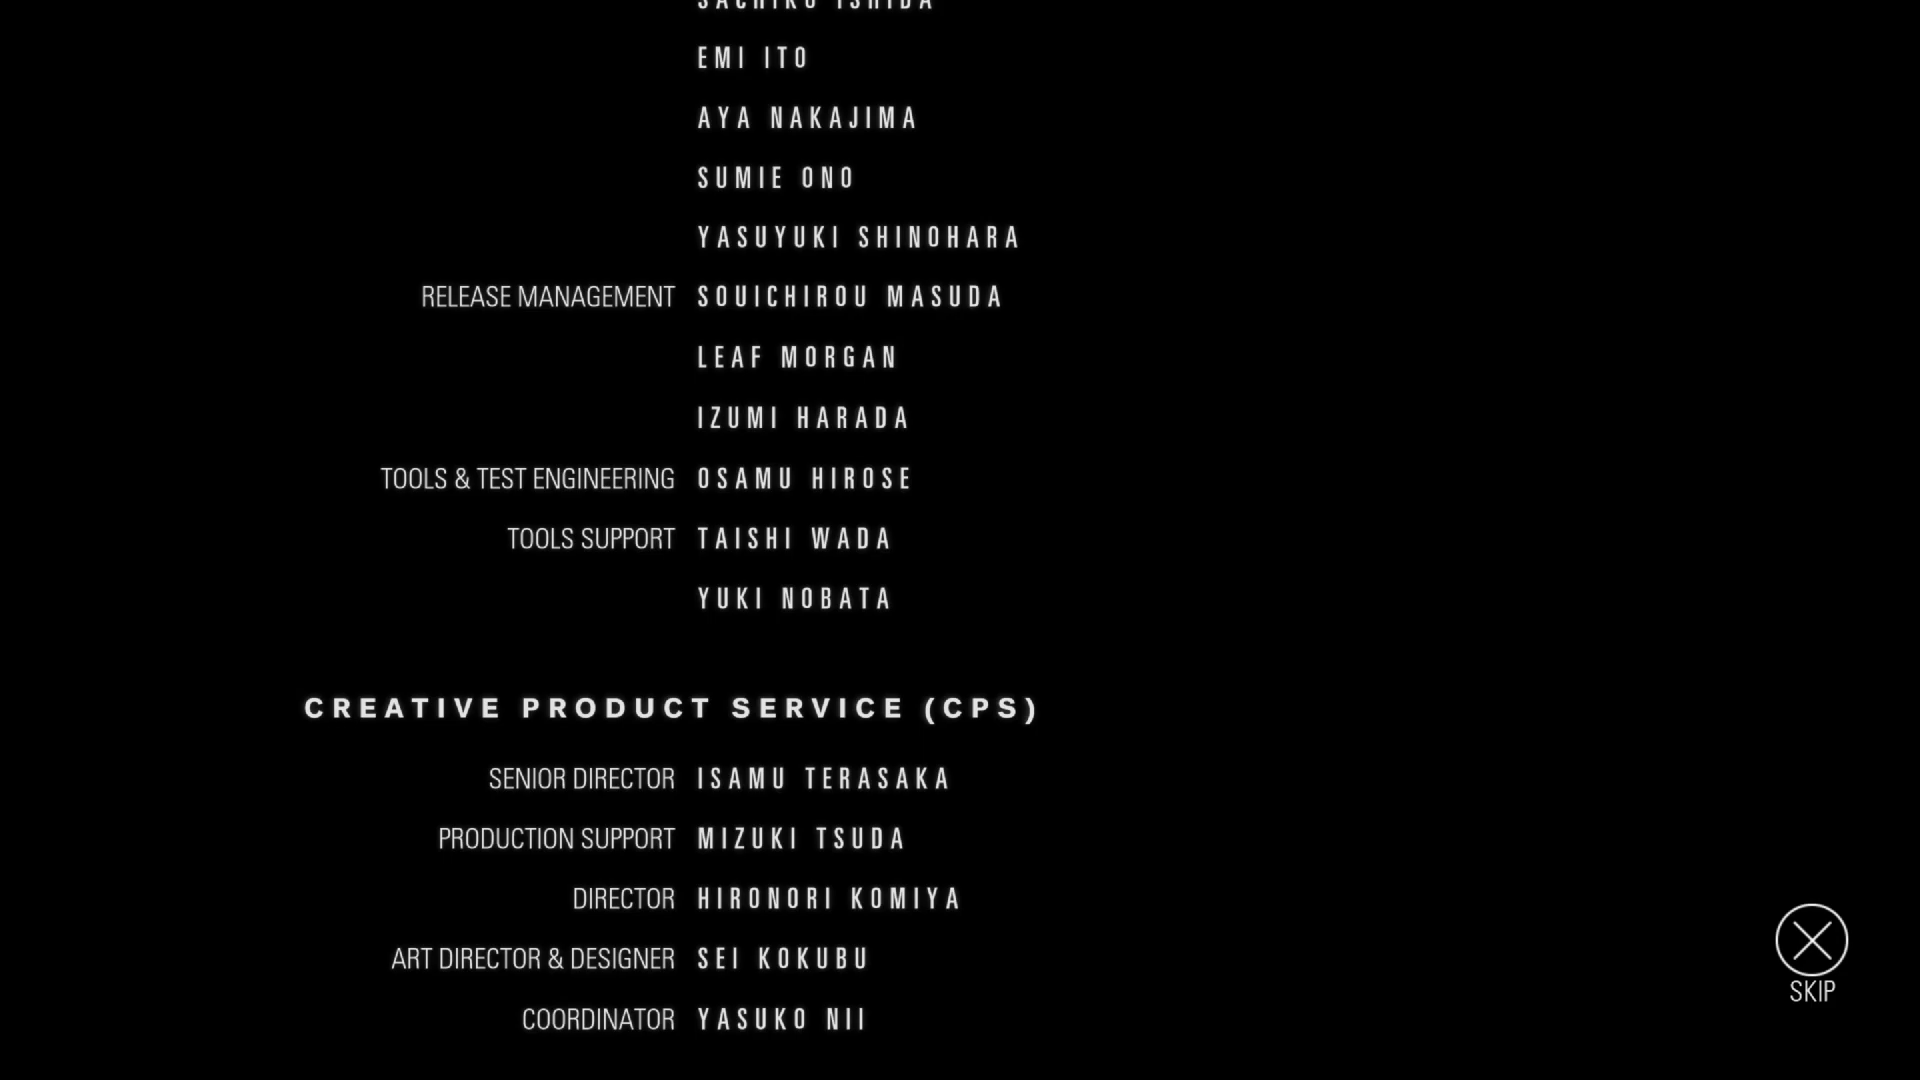 SACHIKO ISHIDA
EMI ITO
AYA NAKAJIMA
SUMIE ONO
YASUYUKI SHINOHARA
RELEASE MANAGEMENT SOUICHIROU MASUDA
LEAF MORGAN
IZUMI HARADA
TOOLS & TEST ENGINEERING OSAMU HIROSE
TOOLS SUPPORT TAISHI WADA
YUKI NOBATA
CREATIVE PRODUCT SERVICE (CPS)
SENIOR DIRECTOR ISAMU TERASAKA
PRODUCTION SUPPORT MIZUKI TSUDA
DIRECTOR HIRONORI KOMIYA
ART DIRECTOR & DESIGNER SEI KOKUBU
COORDINATOR YASUKO NII
SKIP